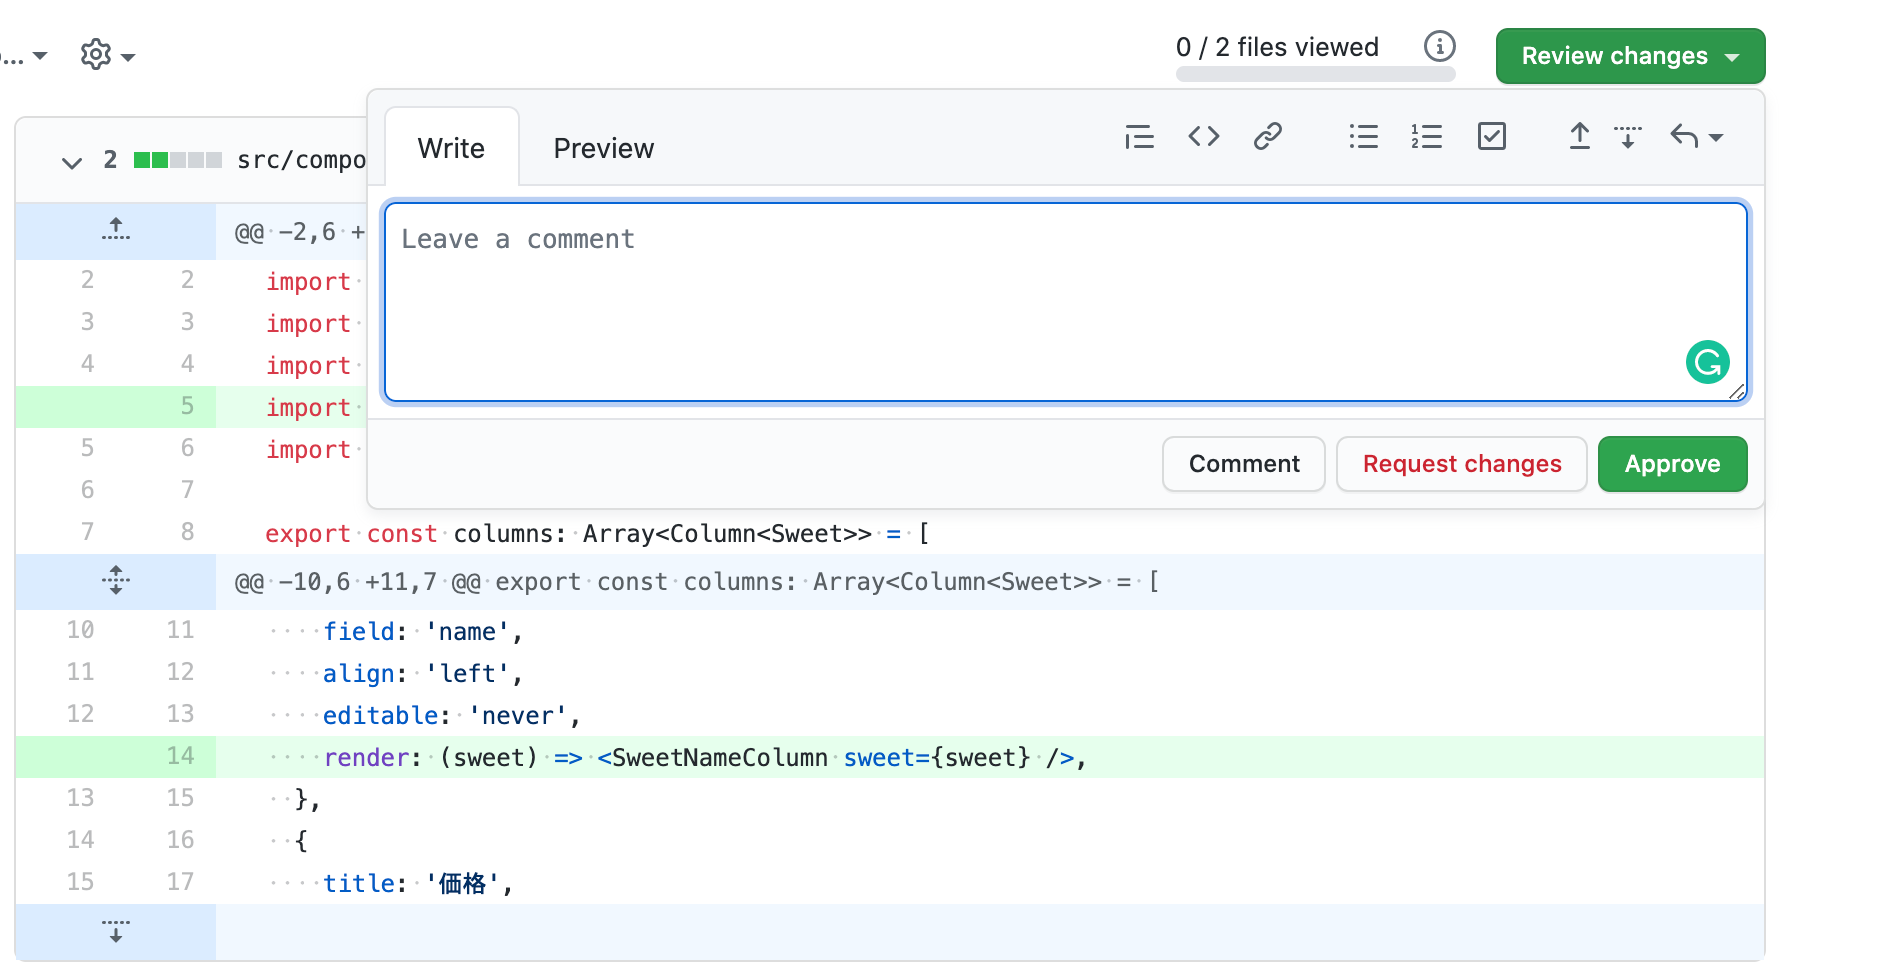 0 / 2 files viewed
Review changes
Write
Preview
2 src/compo
@@ -2,6 +
Leave a comment
2 2 import
3 3 import
4 4 import
5 import
5 6 import
6 7
Comment
Request changes
Approve
7 8 export const columns: Array<Column<Sweet>> = [
@@ -10,6 +11,7 @@ export const columns: Array<Column<Sweet>> = [
10 11 field: 'name',
11 12 align: 'left',
12 13 editable: 'never',
14 render: (sweet) => <SweetNameColumn sweet={sweet} />,
13 15 },
14 16 {
15 17 title: '価格',